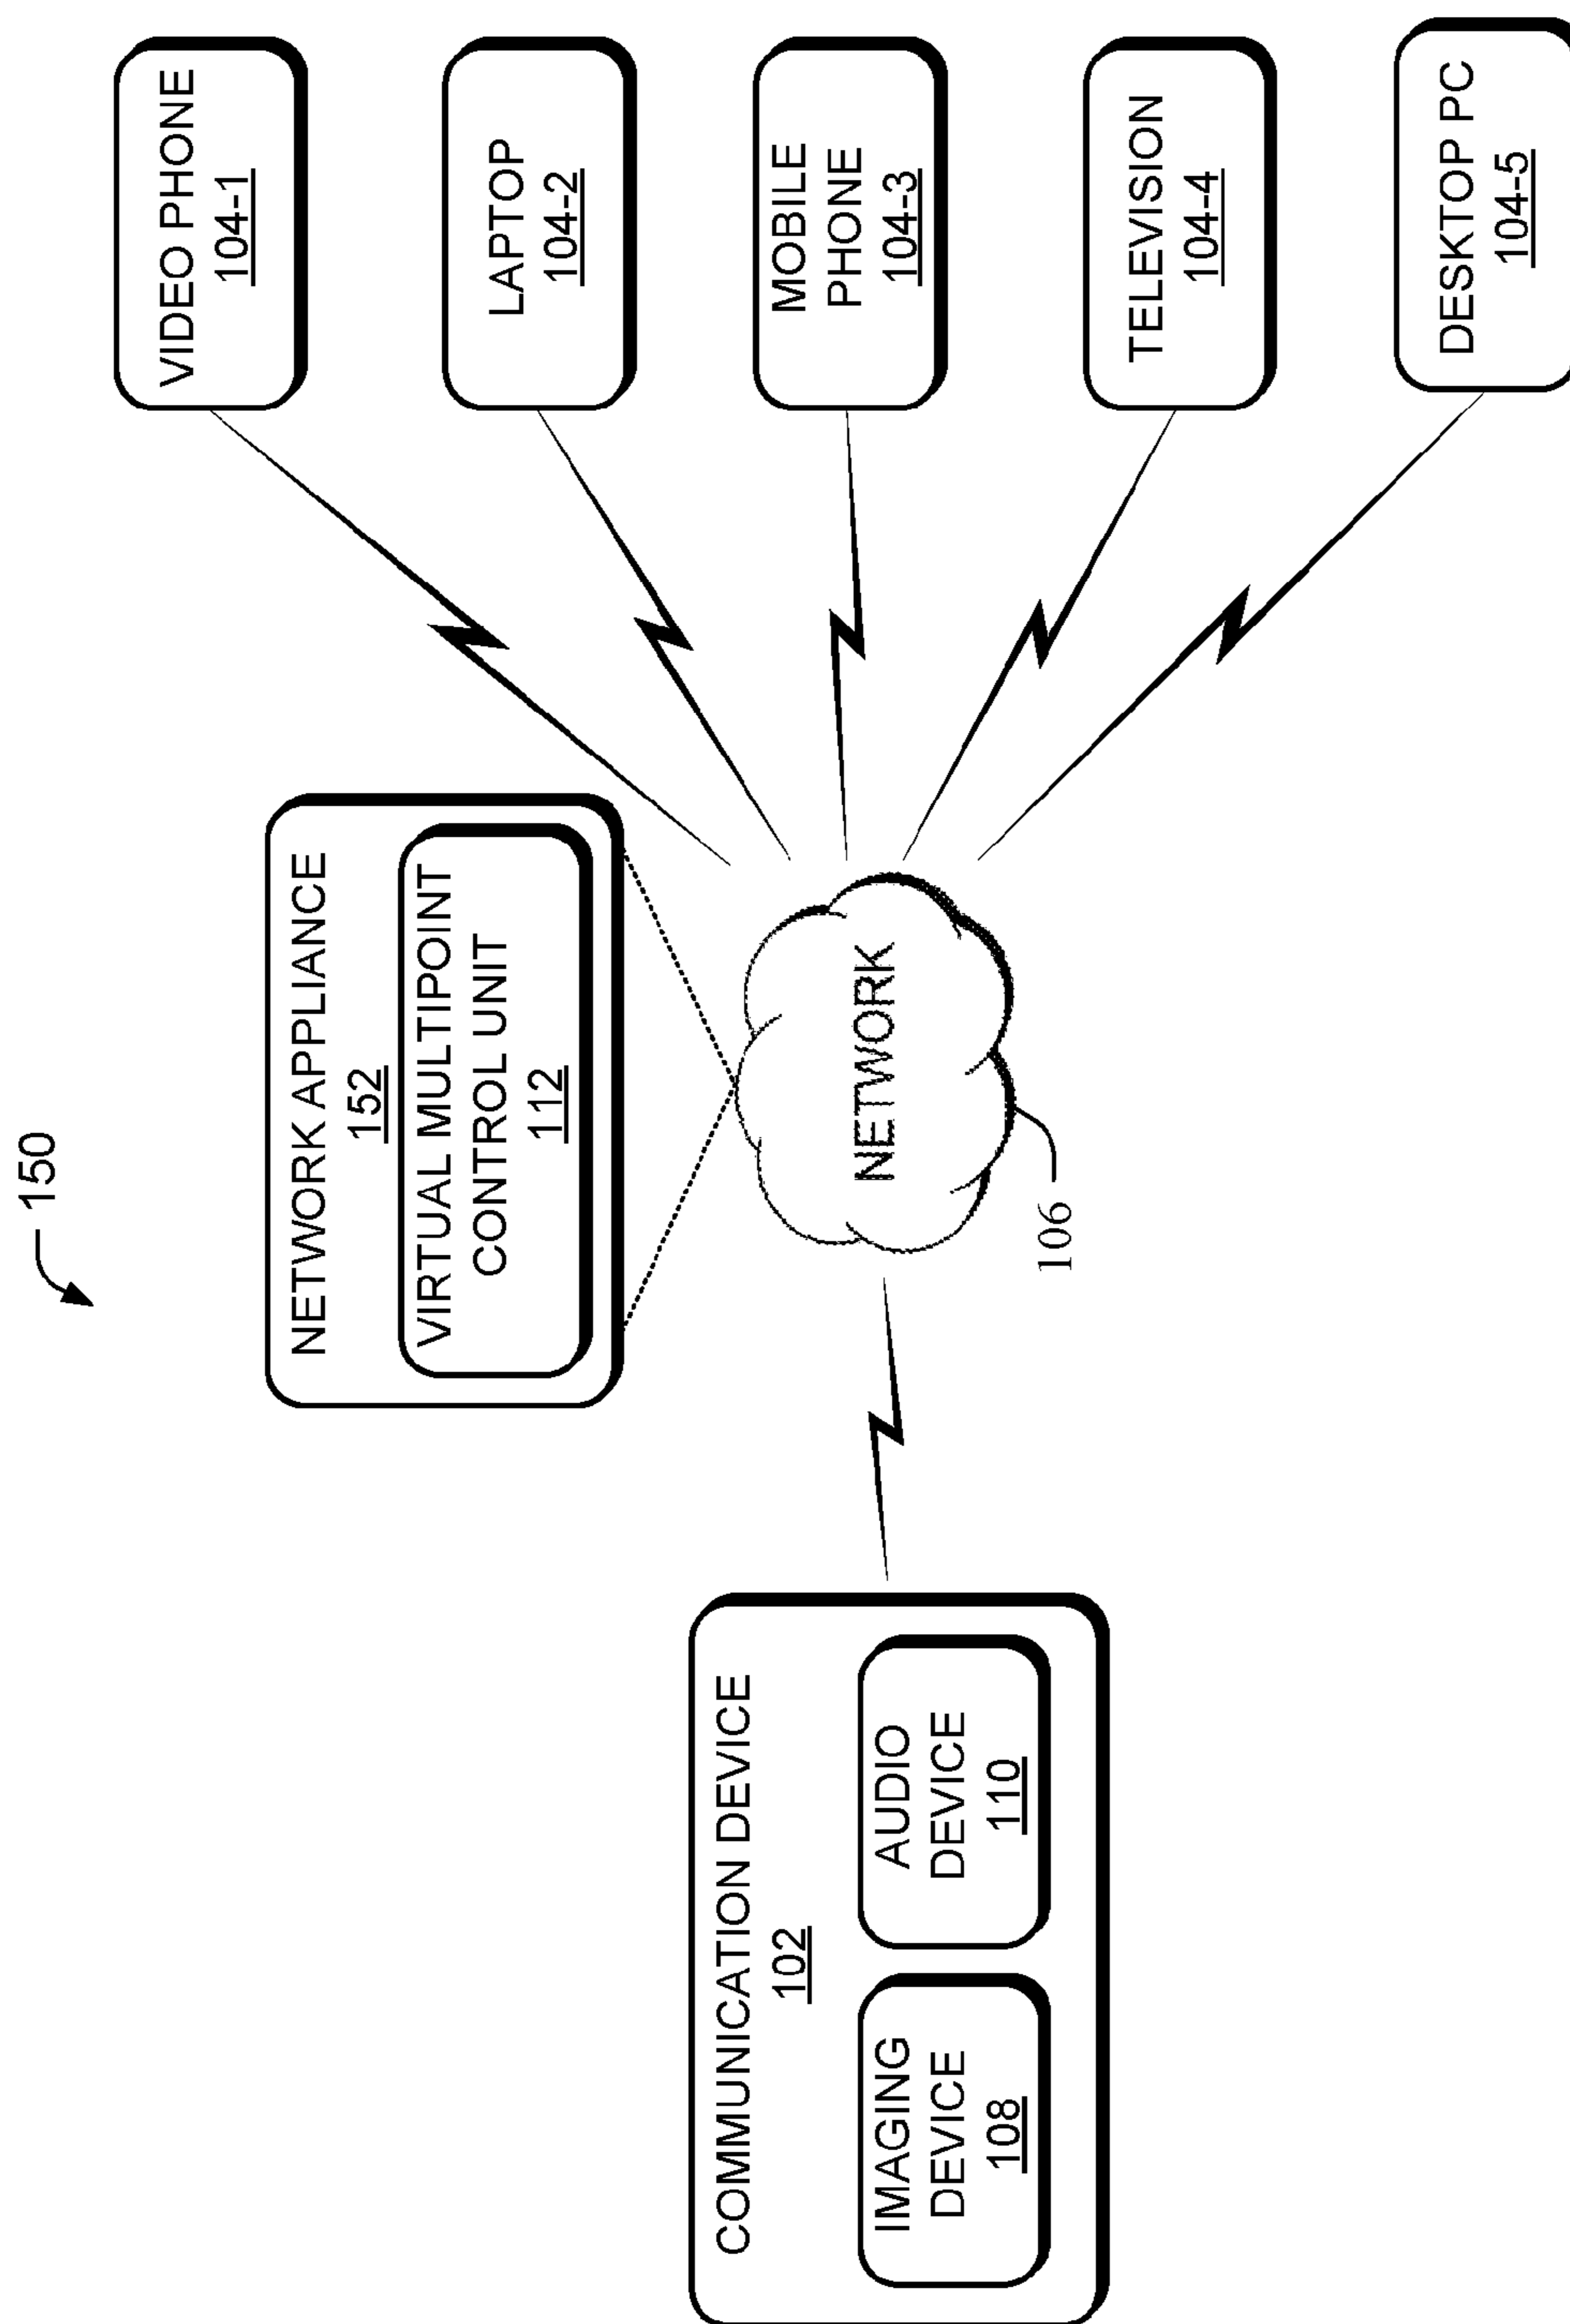 150
NETWORK APPLIANCE
152
VIRTUAL MULTIPOINT
CONTROL UNIT
112
COMMUNICATION DEVICE
102
IMAGING
DEVICE
108
AUDIO
DEVICE
110
NETWORK
106
VIDEO PHONE
104-1
LAPTOP
104-2
MOBILE
PHONE
104-3
TELEVISION
104-4
DESKTOP PC
104-5